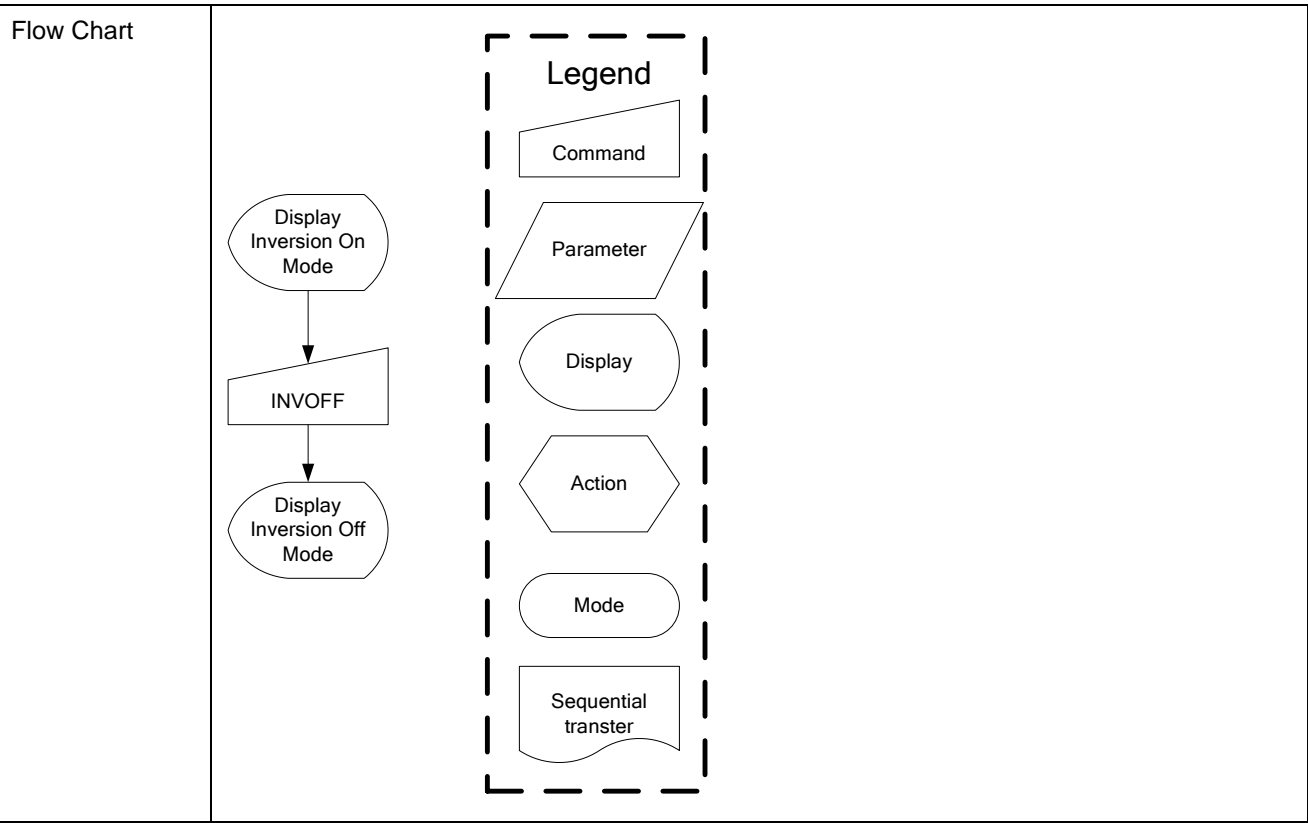 Flow Chart
Display
Inversion On
Mode
INVOFF
Display
Inversion Off
Mode
Legend
Command
Parameter
Display
Action
Mode
Sequential
transter